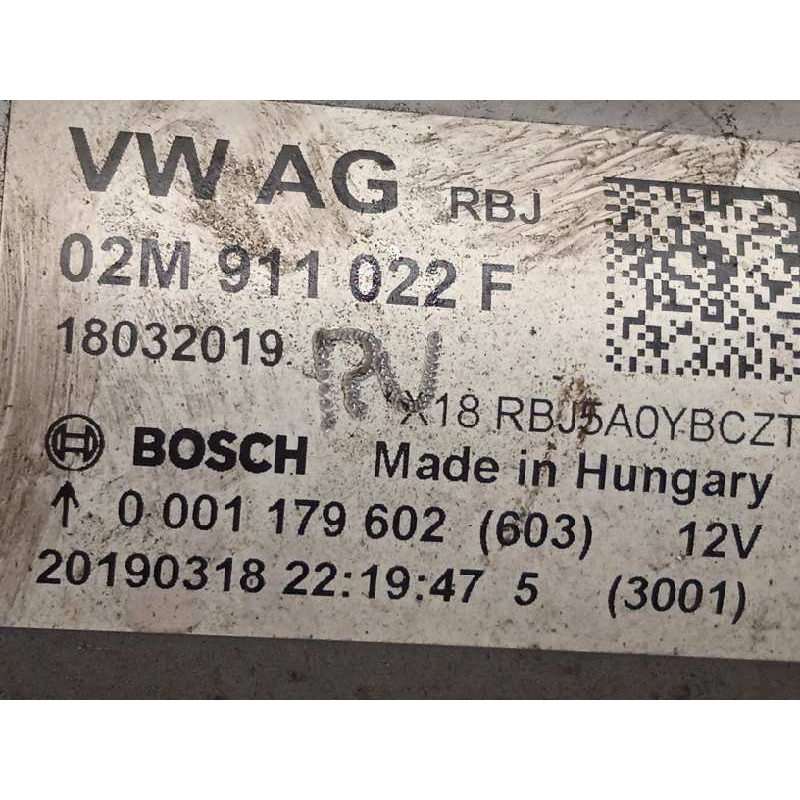 VW AG RBJ
02M 911 022 F
18032019
RN
X18 RBJ5A0YBCZT
BOSCH Made in Hungary
↑ 0 001 179 602 (603) 12V
20190318 22:19:47 5 (3001)